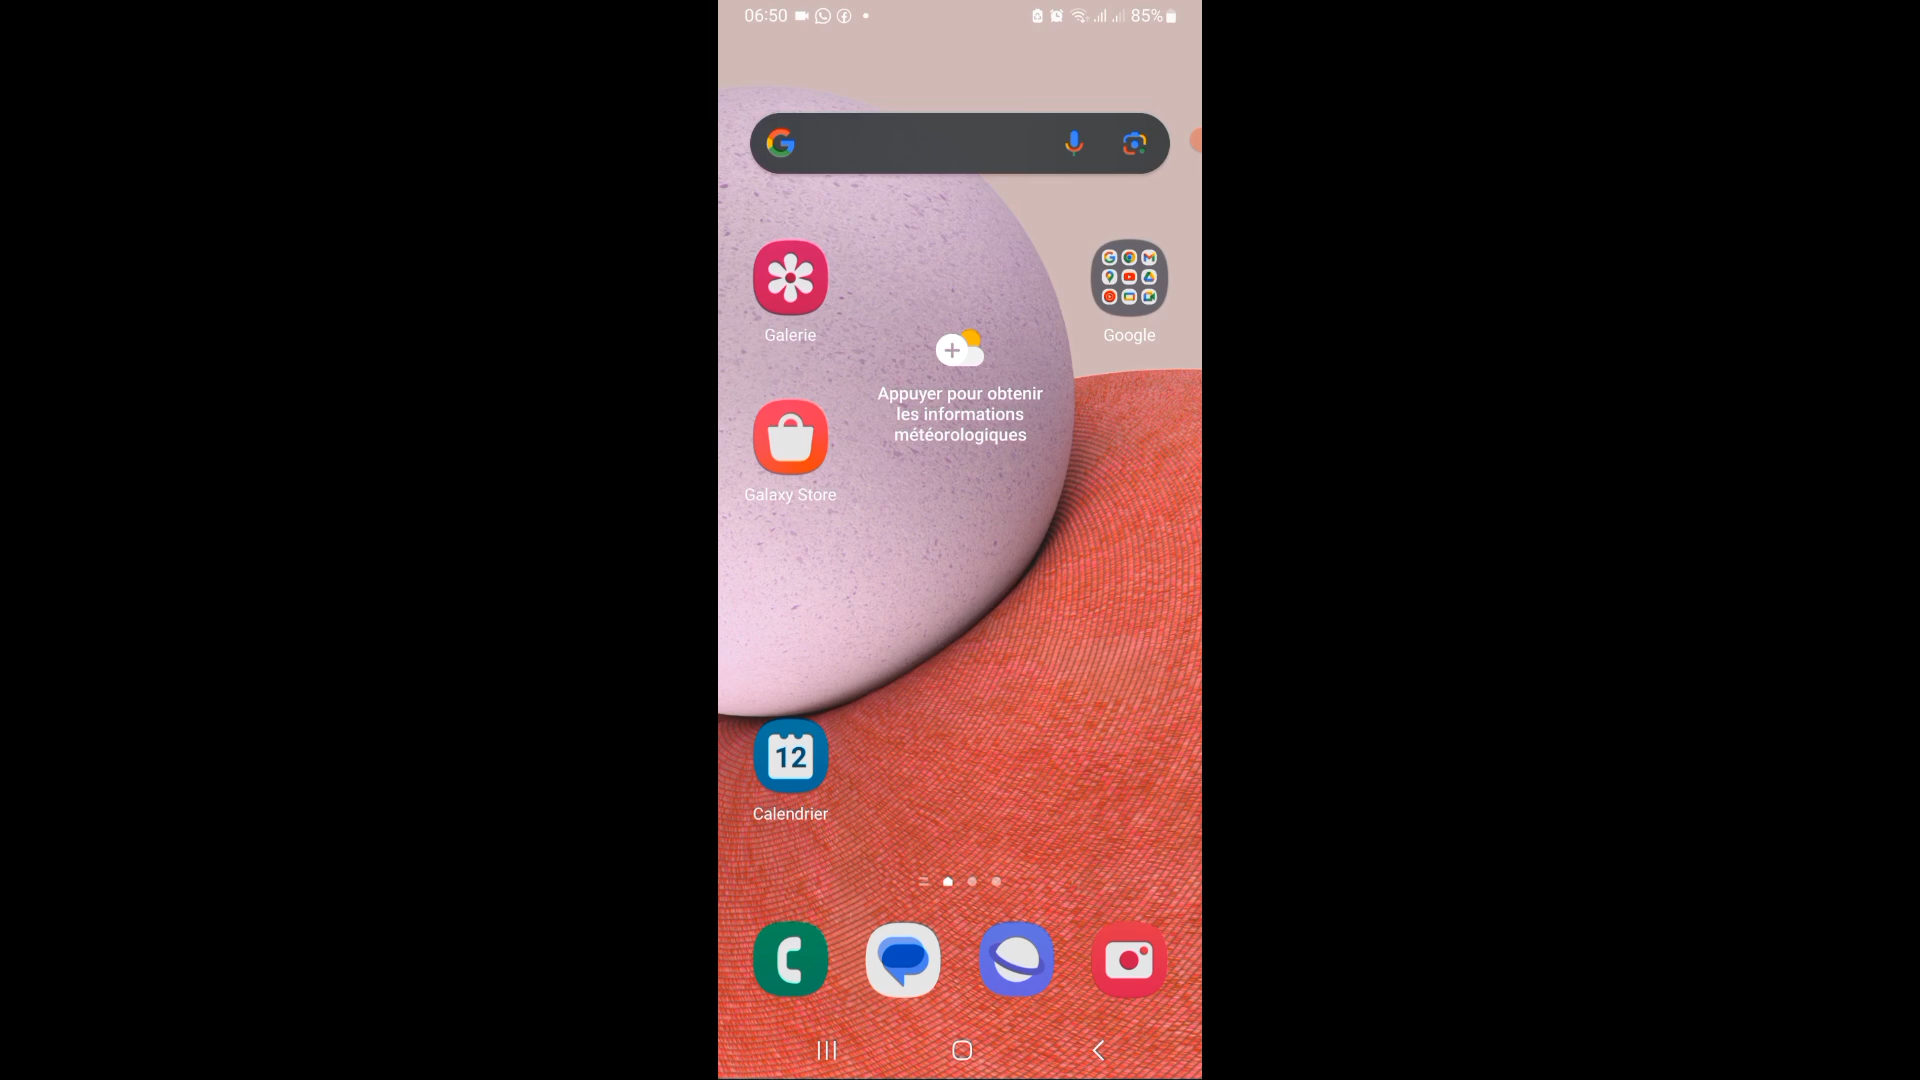 06:50 85%
Galerie
Google
Appuyer pour obtenir
les informations
météorologiques
Galaxy Store
12
Calendrier